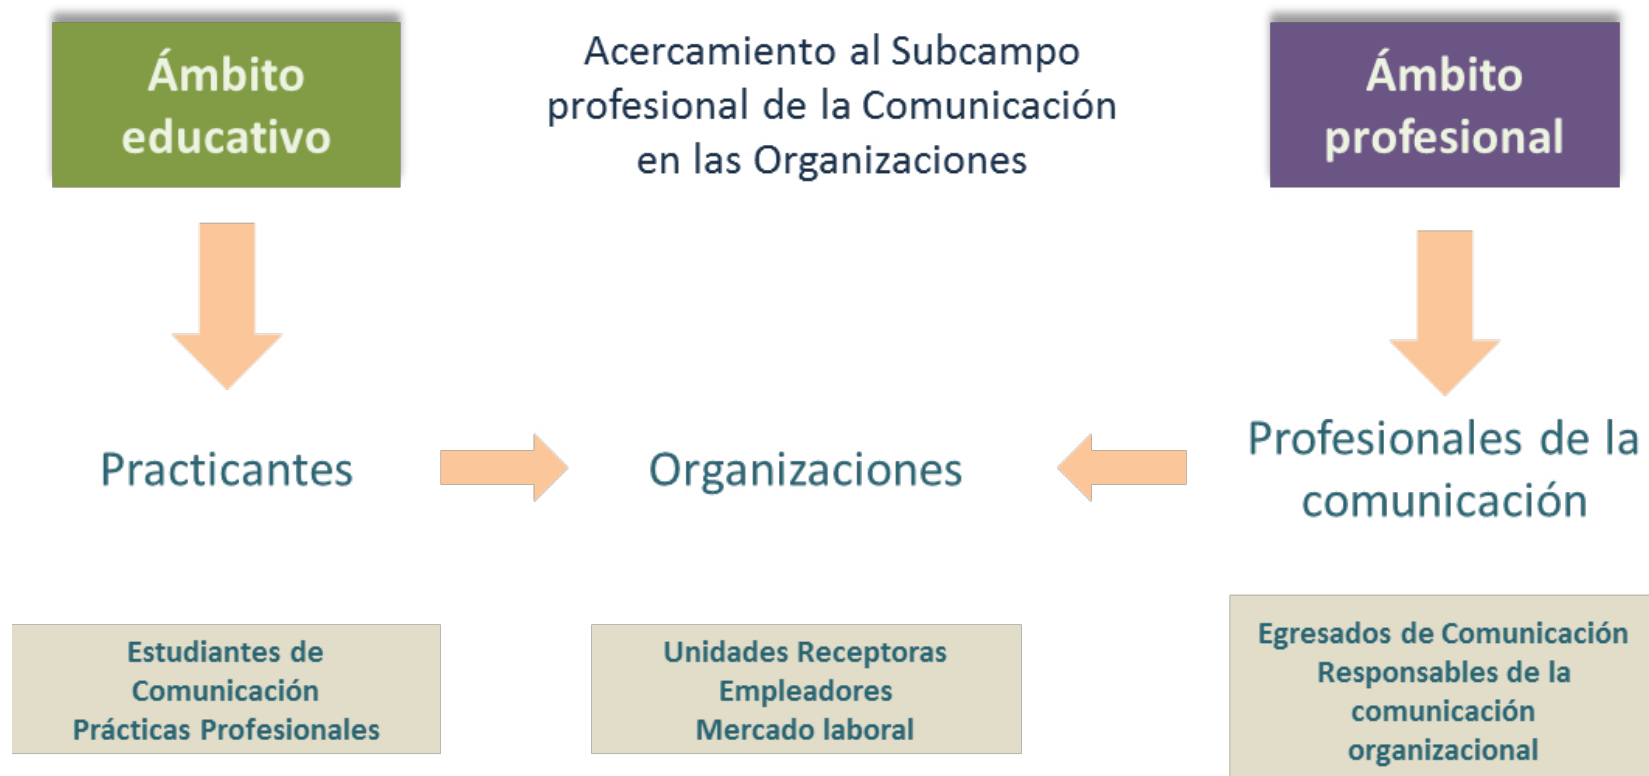 Ámbito
educativo
Acercamiento al Subcampo
profesional de la Comunicación
en las Organizaciones
Ámbito
profesional
Practicantes
Organizaciones
Profesionales de la
comunicación
Estudiantes de
Comunicación
Prácticas Profesionales
Unidades Receptoras
Empleadores
Mercado laboral
Egresados de Comunicación
Responsables de la
comunicación
organizacional